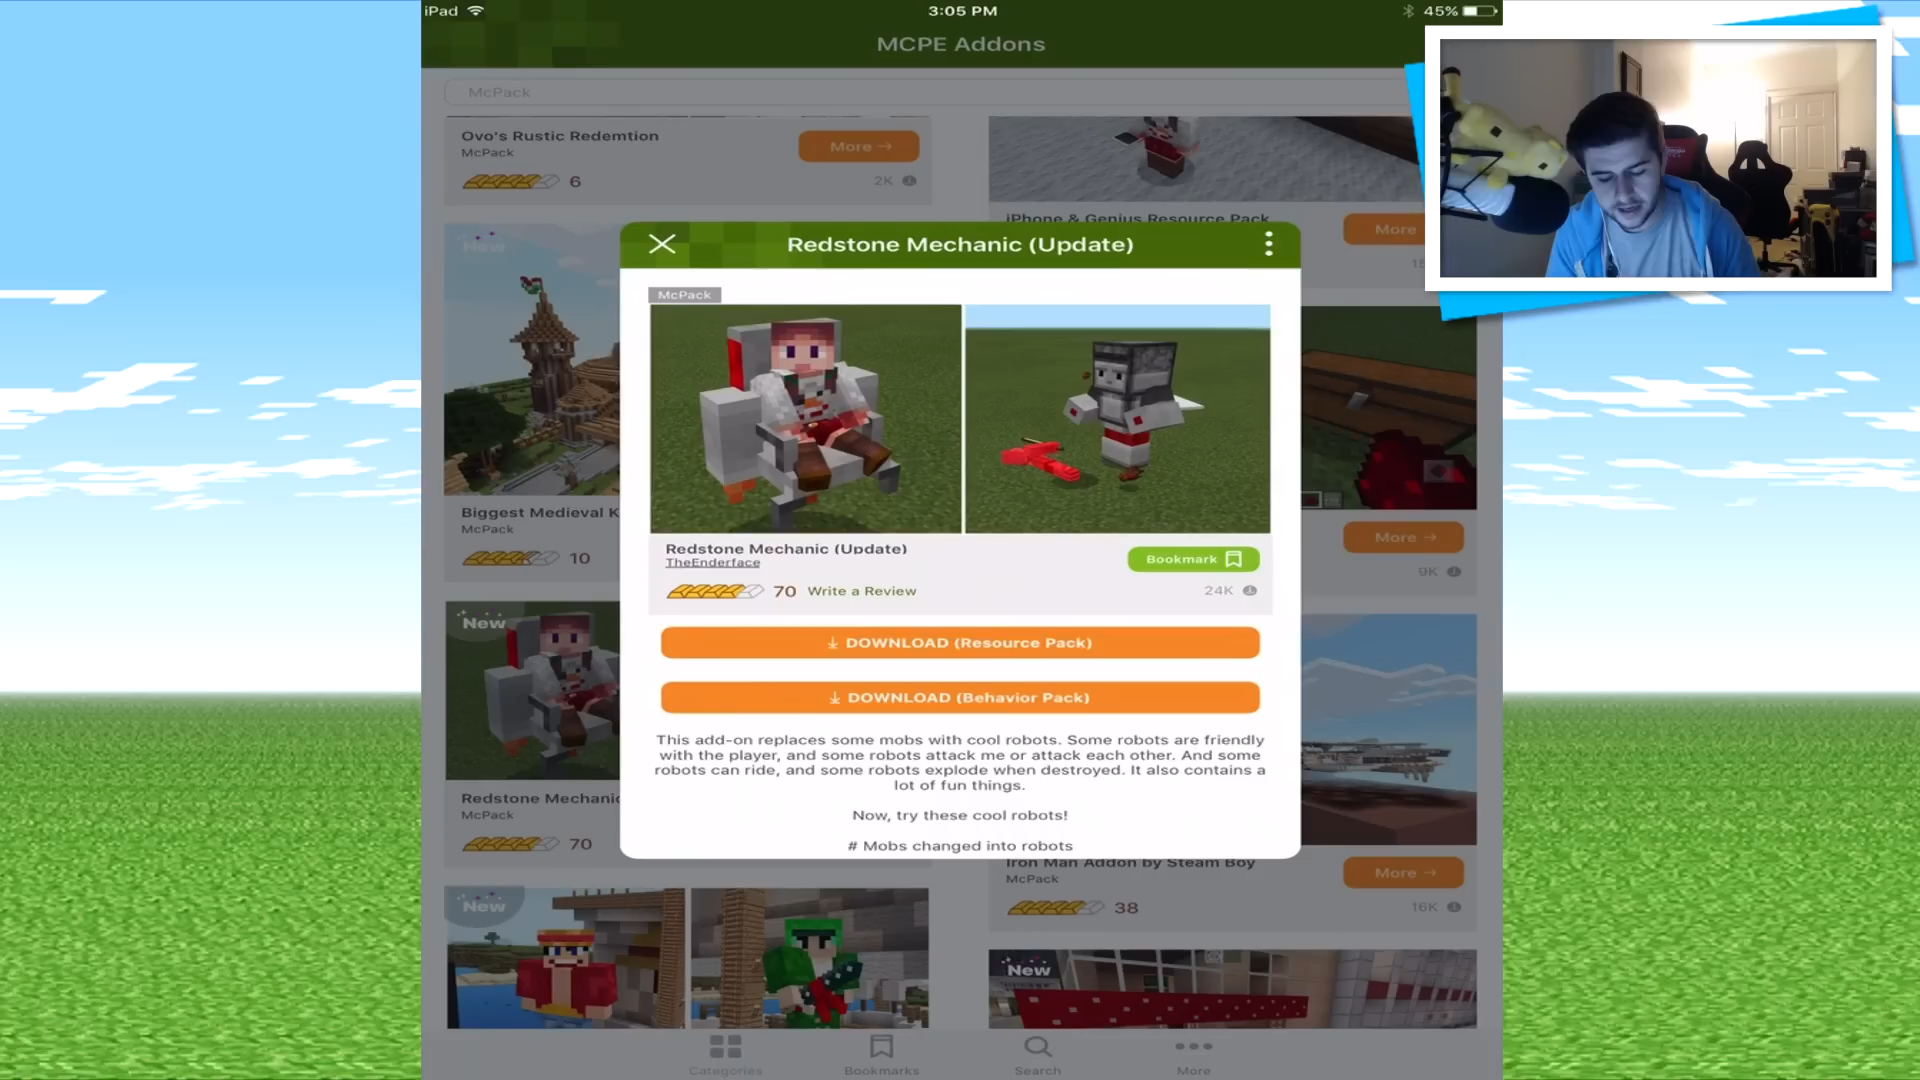 iPad
3:05 PM
45%
MCPE Addons
McPack
Ovo's Rustic Redemtion
McPack
More →
6
2K
iPhone & Genius Resource Pack
More
New
Redstone Mechanic (Update)
McPack
Redstone Mechanic (Update)
TheEnderface
Bookmark
70 Write a Review
24K
DOWNLOAD (Resource Pack)
DOWNLOAD (Behavior Pack)
This add-on replaces some mobs with cool robots. Some robots are friendly
with the player, and some robots attack me or attack each other. And some
robots can ride, and some robots explode when destroyed. It also contains a
lot of fun things.
Now, try these cool robots!
# Mobs changed into robots
Biggest Medieval K
McPack
10
More →
9K
New
Redstone Mechanic
McPack
70
Iron Man Addon by Steam Boy
McPack
More →
38
16K
New
New
Categories
Bookmarks
Search
More